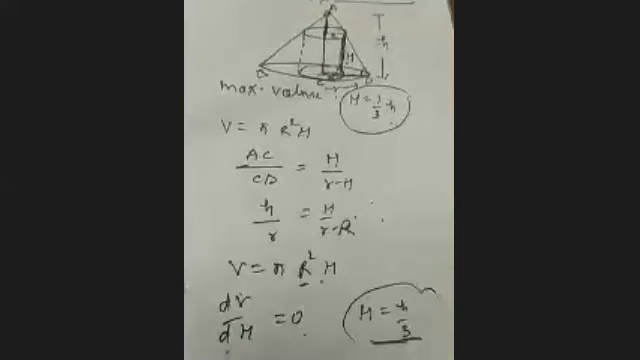 A
h
H
B
C
D
r
max. value
H = 1/3 h
V = π R² H
AC/CD = H/r-H
h/r = H/r-R
V = π R² H
dV/dH = 0
H = h/3